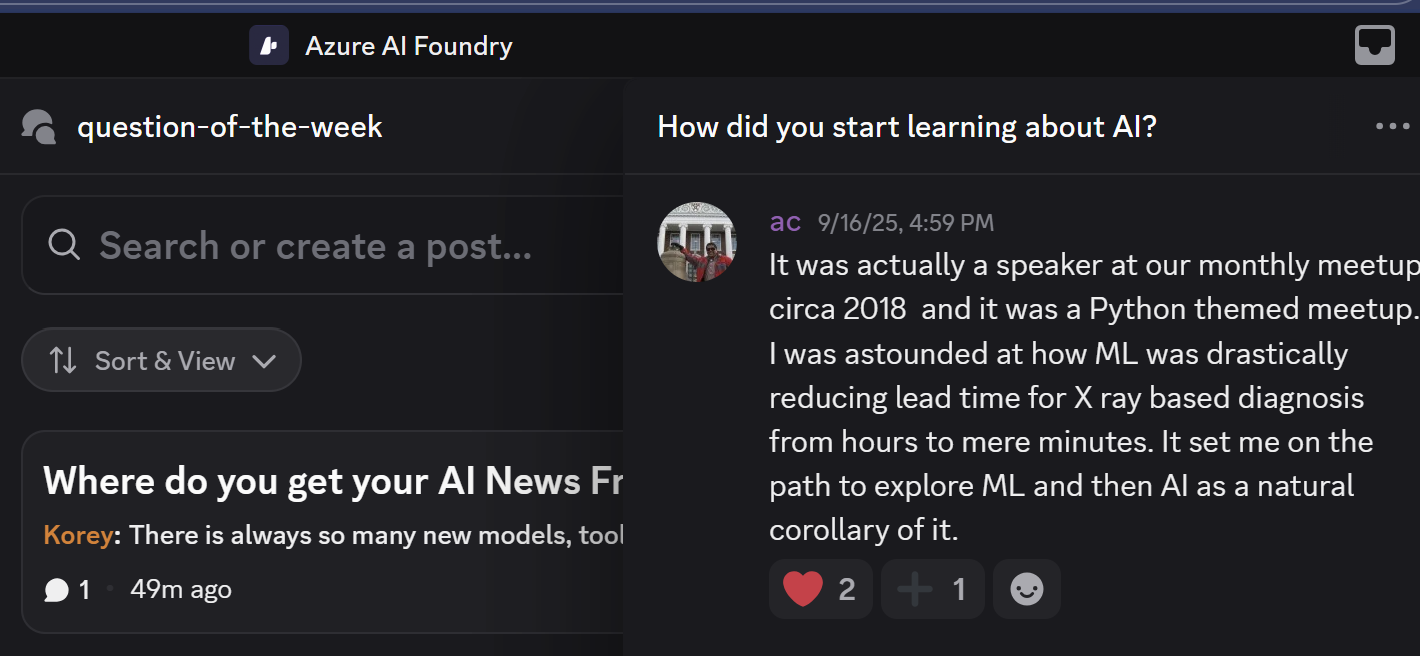 Azure AI Foundry
question-of-the-week
Search or create a post...
Sort & View
Where do you get your AI News Fr
Korey: There is always so many new models, tool
1 • 49m ago
How did you start learning about AI?
ac 9/16/25, 4:59 PM
It was actually a speaker at our monthly meetup
circa 2018  and it was a Python themed meetup.
I was astounded at how ML was drastically
reducing lead time for X ray based diagnosis
from hours to mere minutes. It set me on the
path to explore ML and then AI as a natural
corollary of it.
2 1